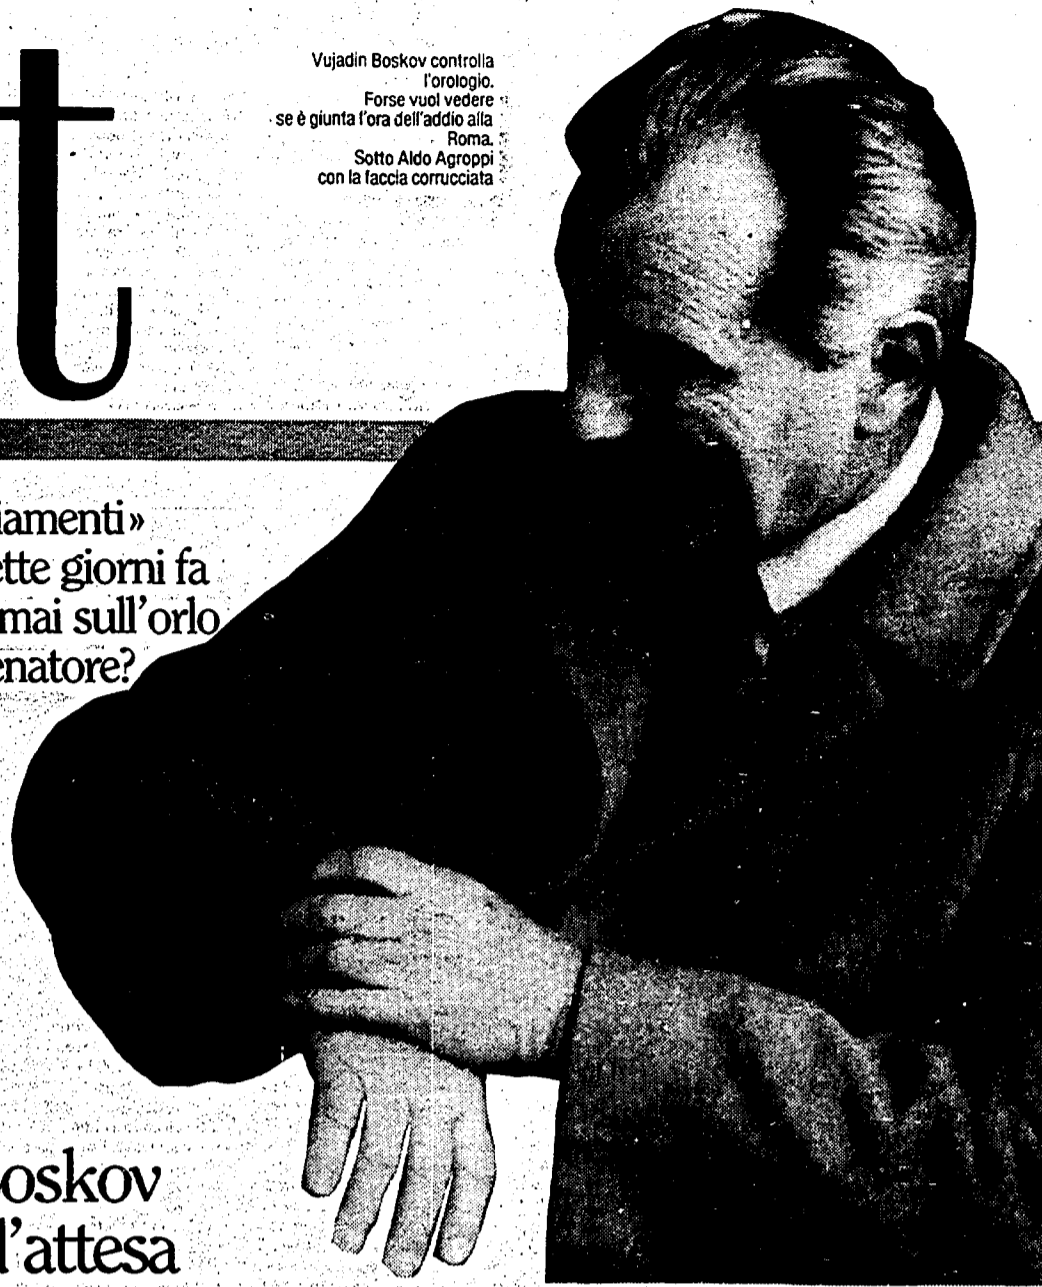 t
Vujadin Boskov controlla
l'orologio.
Forse vuol vedere
se è giunta l'ora dell'addio alla
Roma.
Sotto Aldo Agroppi
con la faccia corrucciata
iamenti»
ette giorni fa
mai sull'orlo
enatore?
oskov
l'attesa